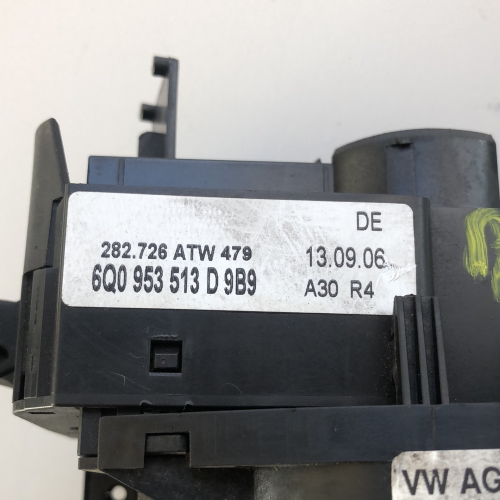 DE
282.726 ATW 479 13.09.06
6Q0 953 513 D 9B9 A30 R4
VW AG